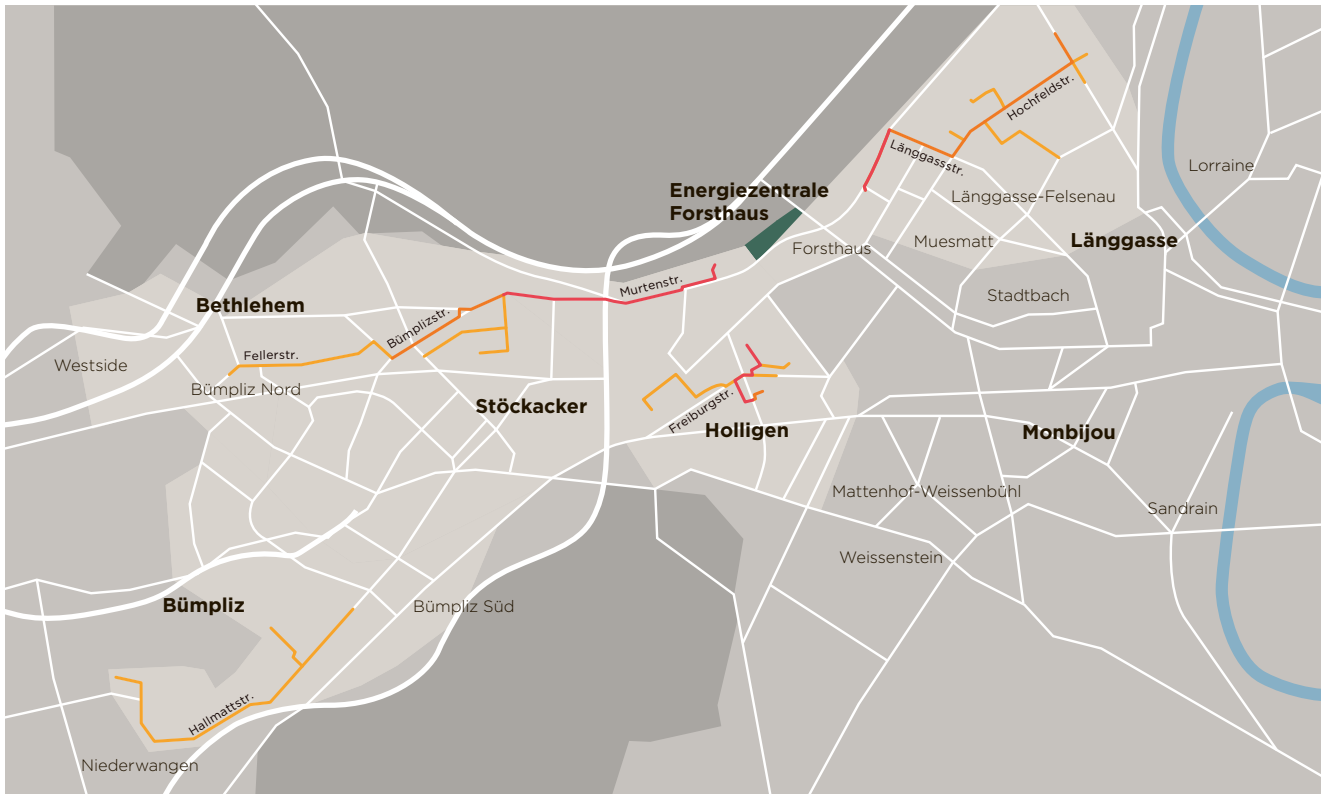 Hochfeldstr.
Länggassstr.
Lorraine
Energiezentrale
Forsthaus
Länggasse-Felsenau
Forsthaus
Muesmatt
Länggasse
Murtenstr.
Stadtbach
Bethlehem
Bümplizstr.
Fellerstr.
Westside
Bümpliz Nord
Stöckacker
Freiburgstr.
Holligen
Monbijou
Mattenhof-Weissenbühl
Sandrain
Weissenstein
Bümpliz
Bümpliz Süd
Hallmattstr.
Niederwangen